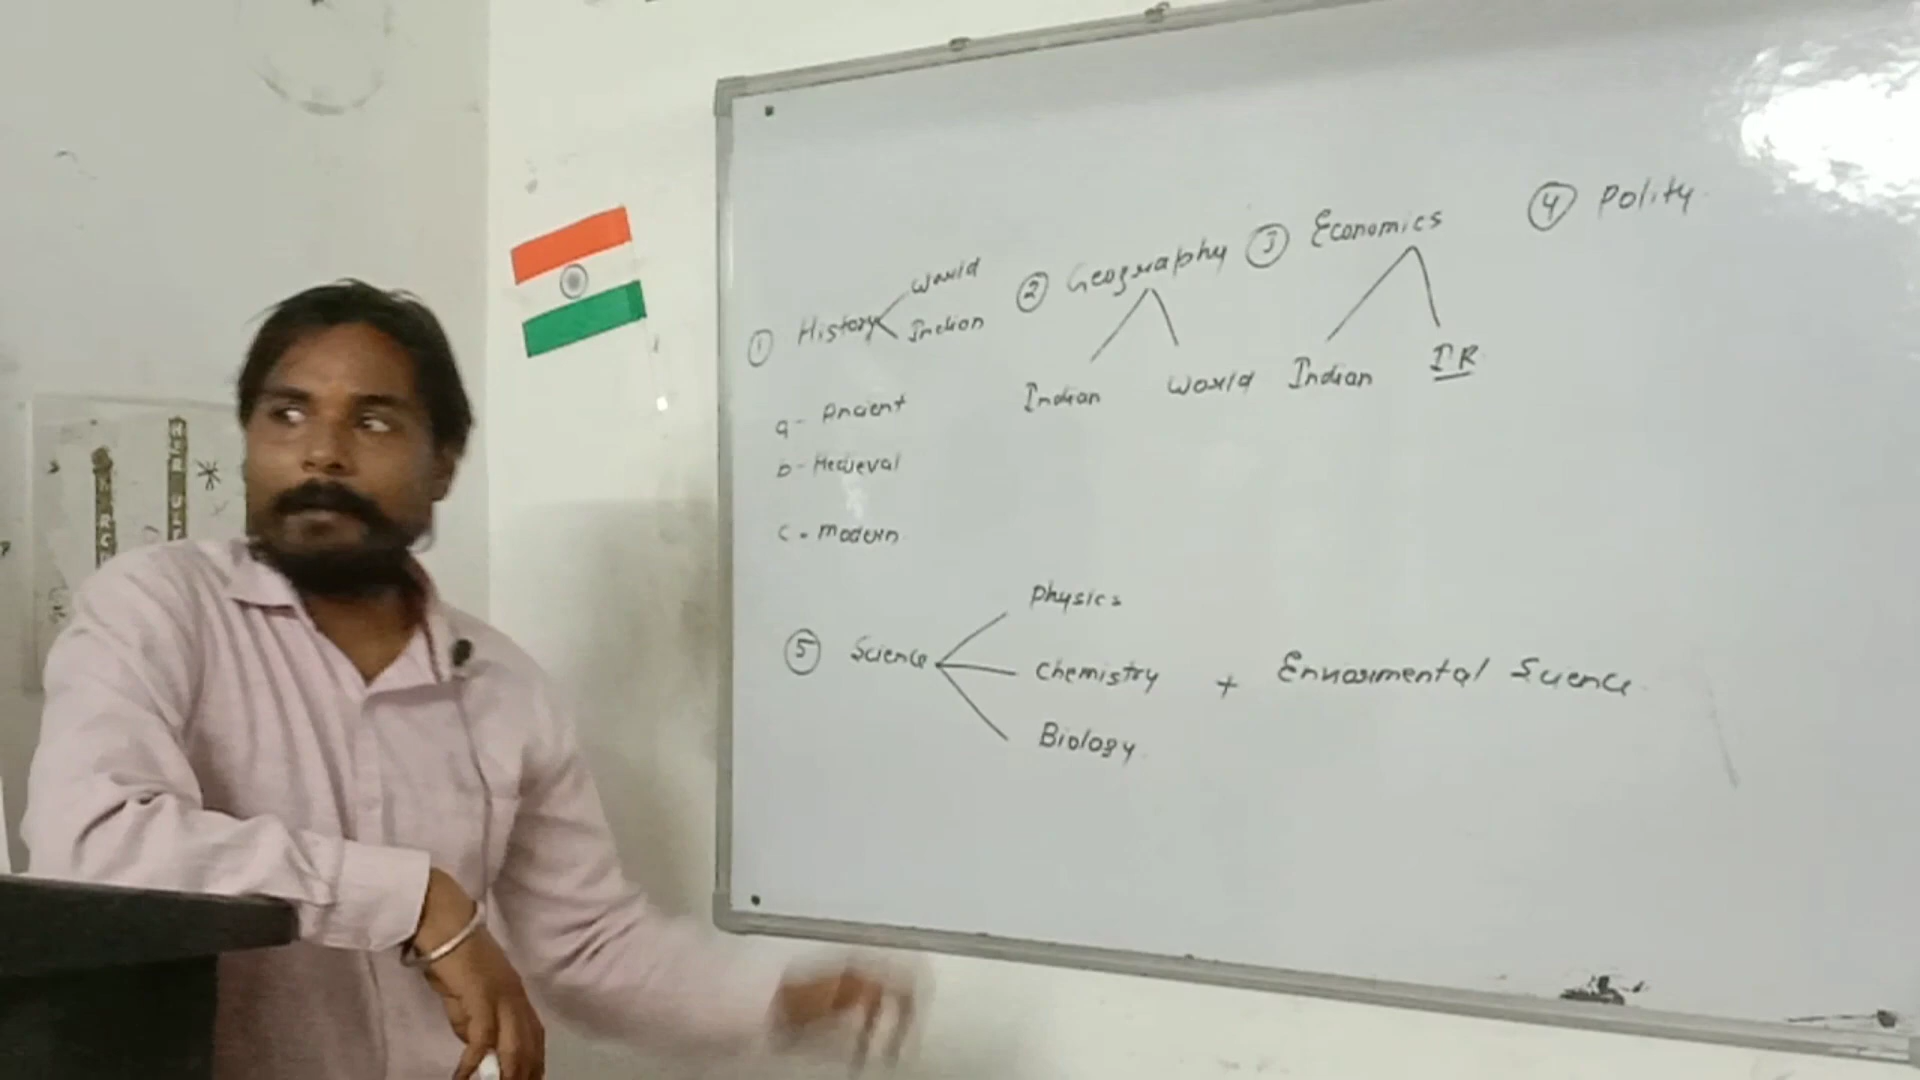 ① History World
Indian
② Geography
③ Economics
④ Polity
Indian World
Indian IR
a- Ancient
b- Medieval
c- modern
Physics
⑤ Science Chemistry + Ennosimental Science
Biology